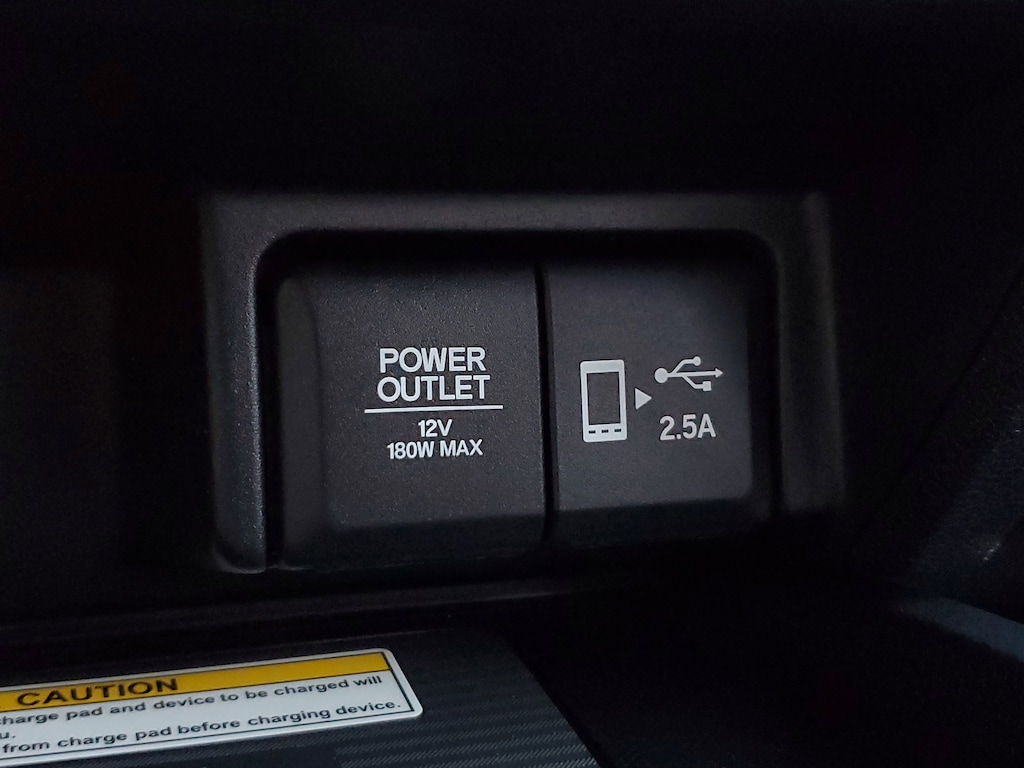 POWER
OUTLET
12V
180W MAX
2.5A
CAUTION
charge pad and device to be charged will
u.
from charge pad before charging device.